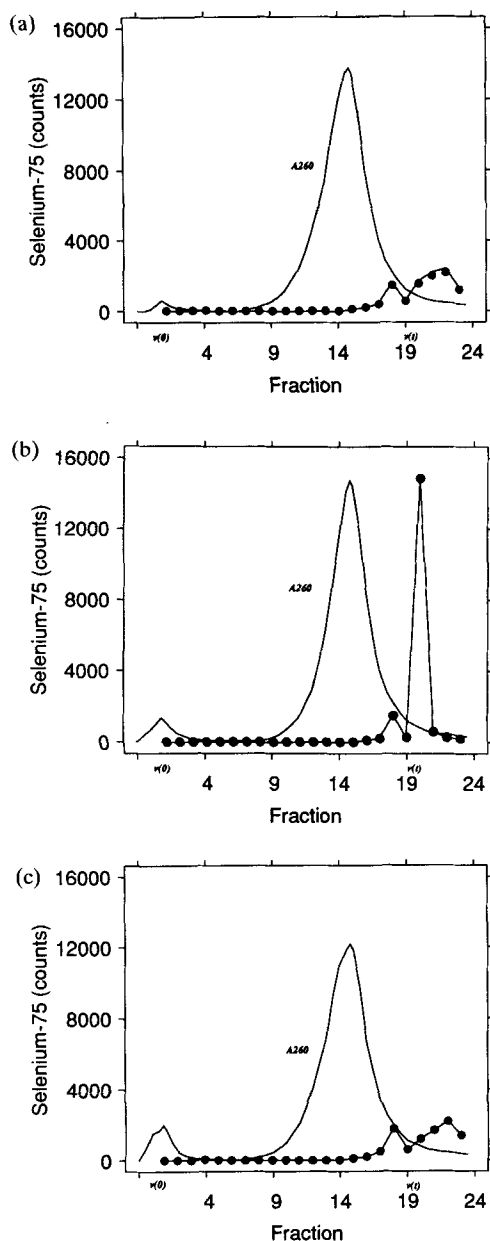 (a)
16000
12000
8000
4000
0
Selenium-75 (counts)
A260
v(0)
v(t)
4
9
14
19
24
Fraction
(b)
16000
12000
8000
4000
0
Selenium-75 (counts)
A260
v(0)
v(t)
4
9
14
19
24
Fraction
(c)
16000
12000
8000
4000
0
Selenium-75 (counts)
A260
v(0)
v(t)
4
9
14
19
24
Fraction